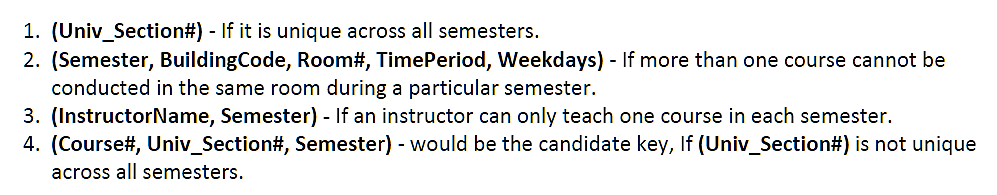 1. (Univ_Section#) - If it is unique across all semesters.
2. (Semester, BuildingCode, Room#, TimePeriod, Weekdays) - If more than one course cannot be
conducted in the same room during a particular semester.
3. (InstructorName, Semester) - If an instructor can only teach one course in each semester.
4. (Course#, Univ_Section#, Semester) - would be the candidate key, If (Univ_Section#) is not unique
across all semesters.